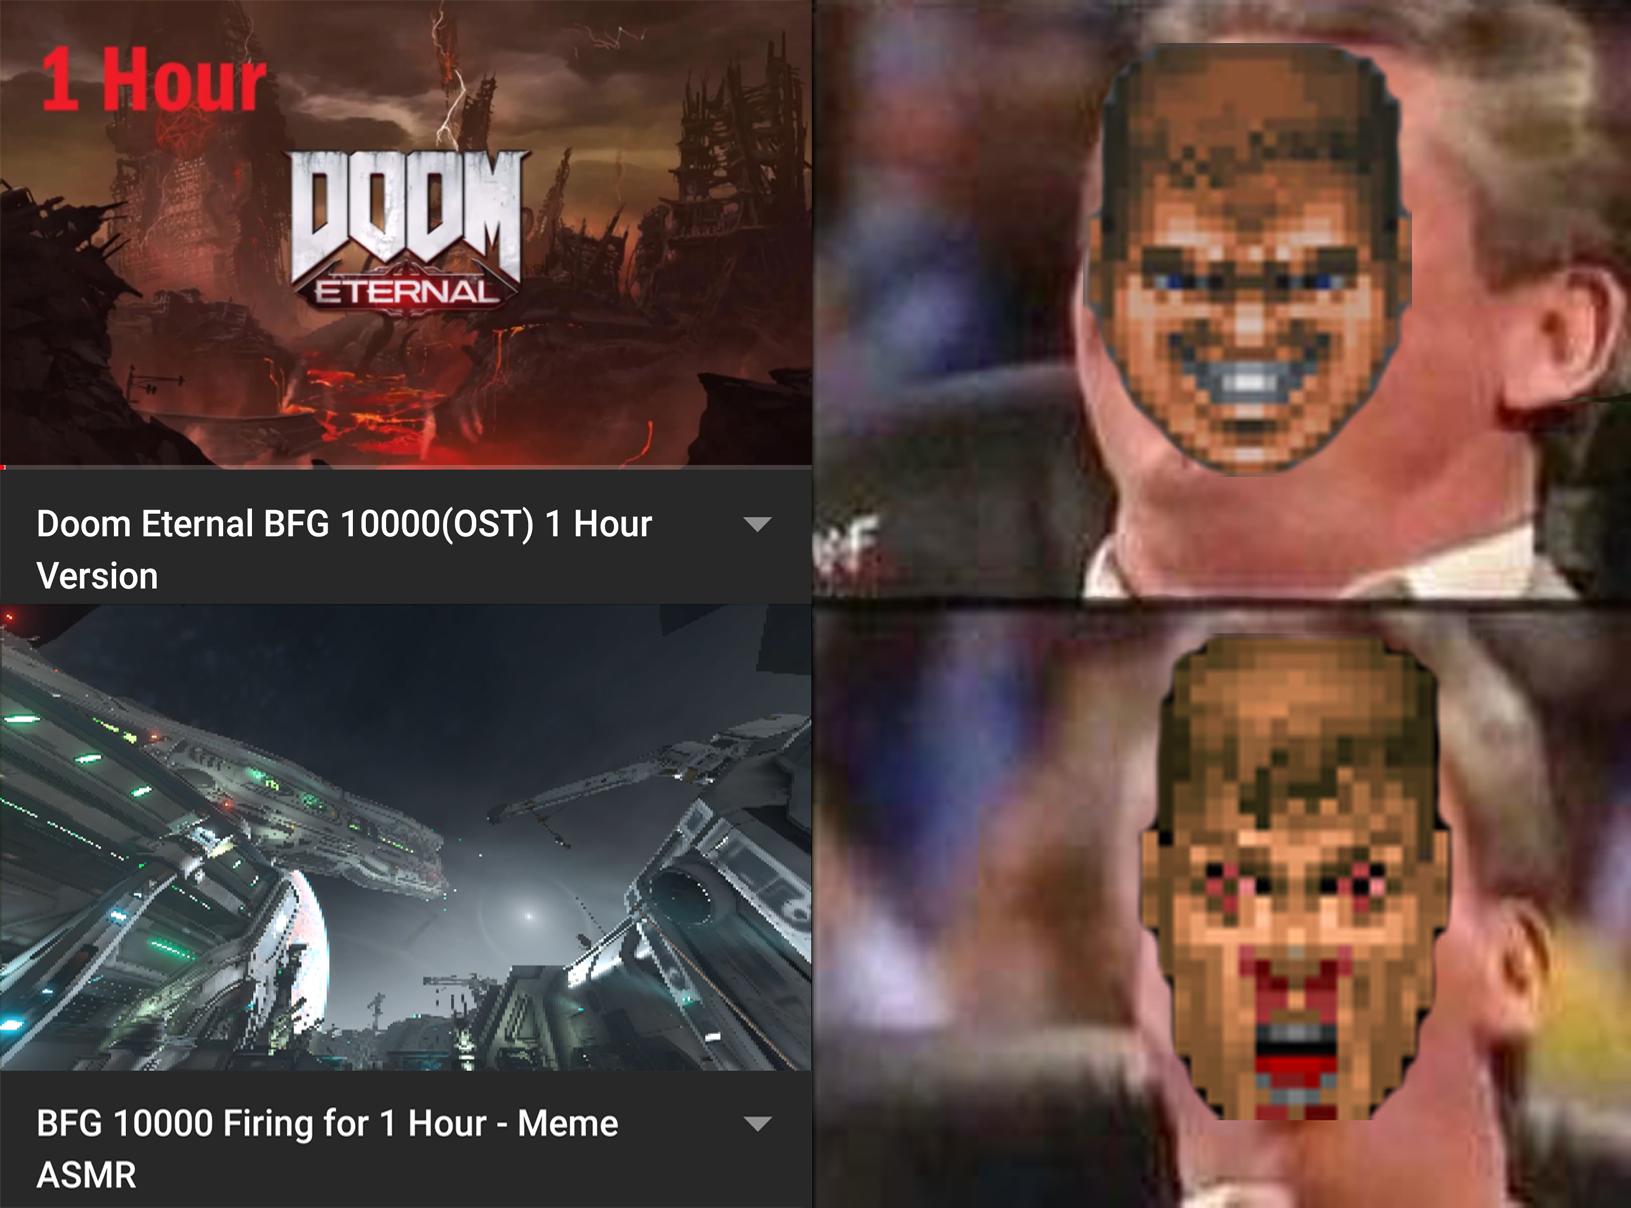 1 Hour
DOOM
ETERNAL
Doom Eternal BFG 10000(OST) 1 Hour
Version
BFG 10000 Firing for 1 Hour - Meme
ASMR